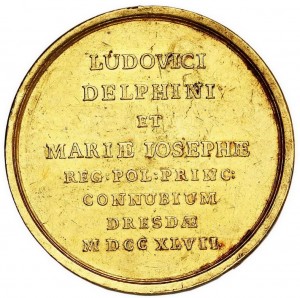 LUDOVICI
DELPHINI
ET
MARIÆ IOSEPHÆ
REG·POL·PRINC:
CONNUBIUM
DRESDÆ
M DCC XLVII.